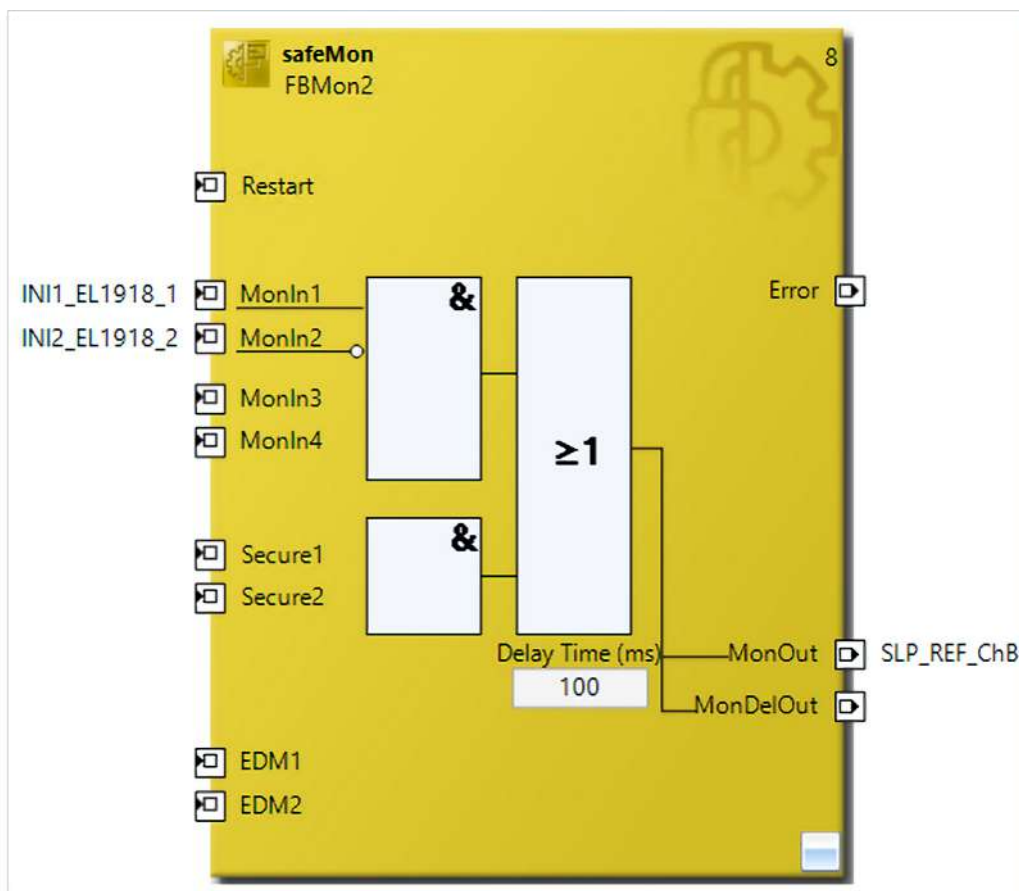 safeMon
8
FBMon2
Restart
INI1_EL1918_1
MonIn1
&
Error
INI2_EL1918_2
MonIn2
MonIn3
MonIn4
≥1
&
Secure1
Secure2
Delay Time (ms)
MonOut
SLP_REF_ChB
100
MonDelOut
EDM1
EDM2